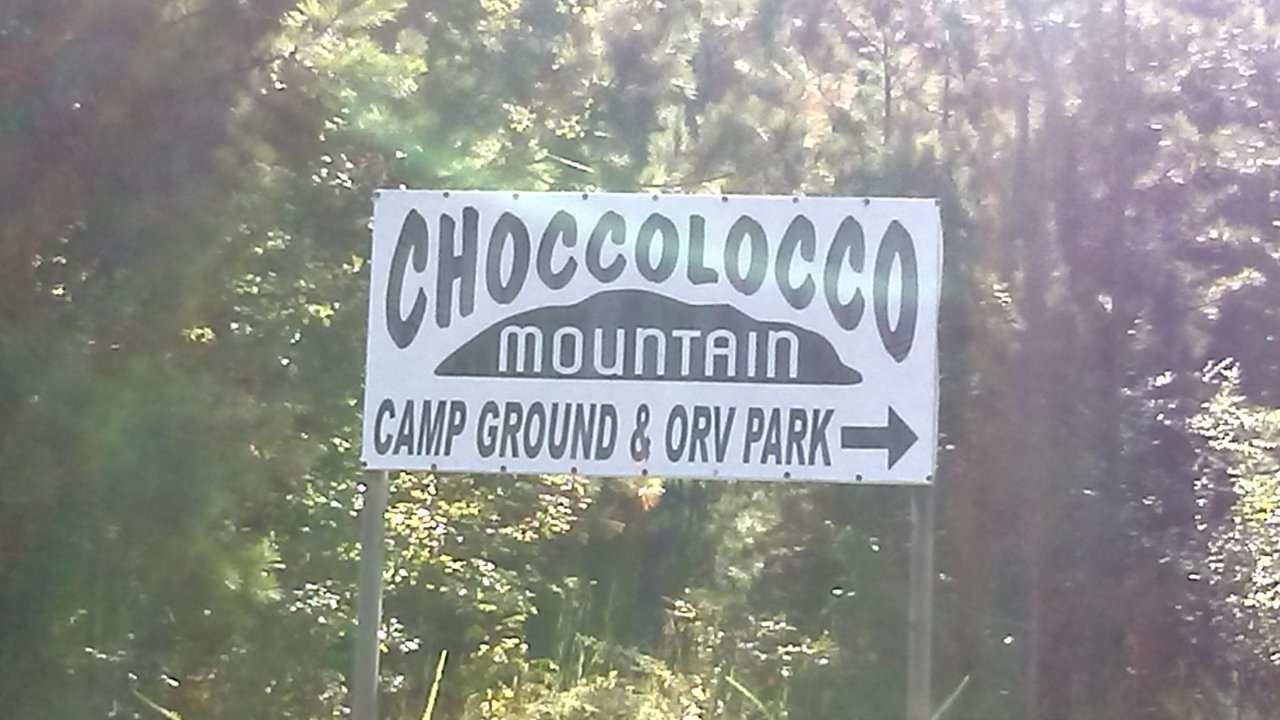 CHOCCOLOCCO
MOUNTAIN
CAMP GROUND & ORV PARK